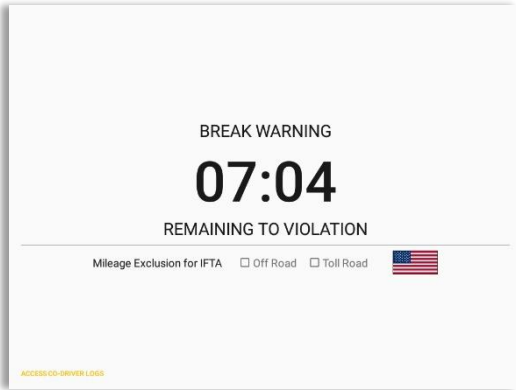 BREAK WARNING
07:04
REMAINING TO VIOLATION
Mileage Exclusion for IFTA ☐ Off Road ☐ Toll Road
ACCESS CO-DRIVER LOGS